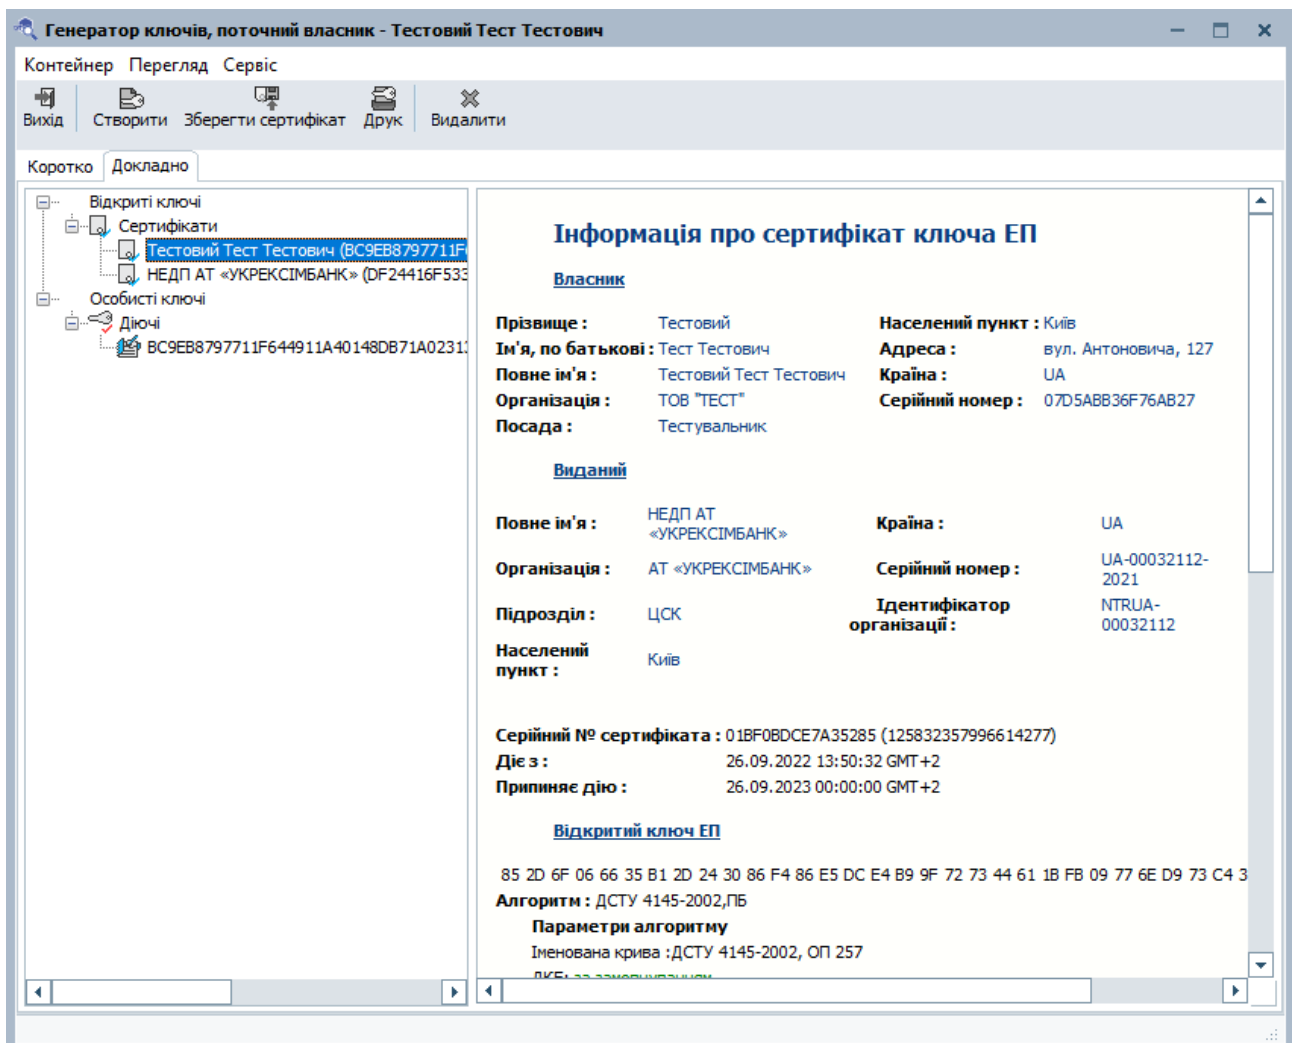 Генератор ключів, поточний власник - Тестовий Тест Тестович
Контейнер Перегляд Сервіс
Вихід Створити Зберегти сертифікат Друк Видалити
Коротко Докладно
Відкриті ключі
Сертифікати
Тестовий Тест Тестович (BC9EB8797711F
НЕДП АТ «УКРЕКСІМБАНК» (DF24416F533
Особисті ключі
Діючі
BC9EB8797711F644911A40148DB71A02313
Інформація про сертифікат ключа ЕП
Власник
Прізвище : Тестовий Населений пункт : Київ
Ім'я, по батькові : Тест Тестович Адреса : вул. Антоновича, 127
Повне ім'я : Тестовий Тест Тестович Країна : UA
Організація : ТОВ "ТЕСТ" Серійний номер : 07D5ABB36F76AB27
Посада : Тестувальник
Виданий
Повне ім'я : НЕДП АТ «УКРЕКСІМБАНК» Країна : UA
Організація : АТ «УКРЕКСІМБАНК» Серійний номер : UA-00032112-2021
Підрозділ : ЦСК Ідентифікатор організації : NTRUA-00032112
Населений пункт : Київ
Серійний № сертифіката : 01BF0BDCE7A35285 (125832357996614277)
Діє з : 26.09.2022 13:50:32 GMT+2
Припиняє дію : 26.09.2023 00:00:00 GMT+2
Відкритий ключ ЕП
85 2D 6F 06 66 35 B1 2D 24 30 86 F4 86 E5 DC E4 B9 9F 72 73 44 61 1B FB 09 77 6E D9 73 C4 3
Алгоритм : ДСТУ 4145-2002,ПБ
Параметри алгоритму
Іменована крива :ДСТУ 4145-2002, ОП 257
ДКЕ: за замовчуванням